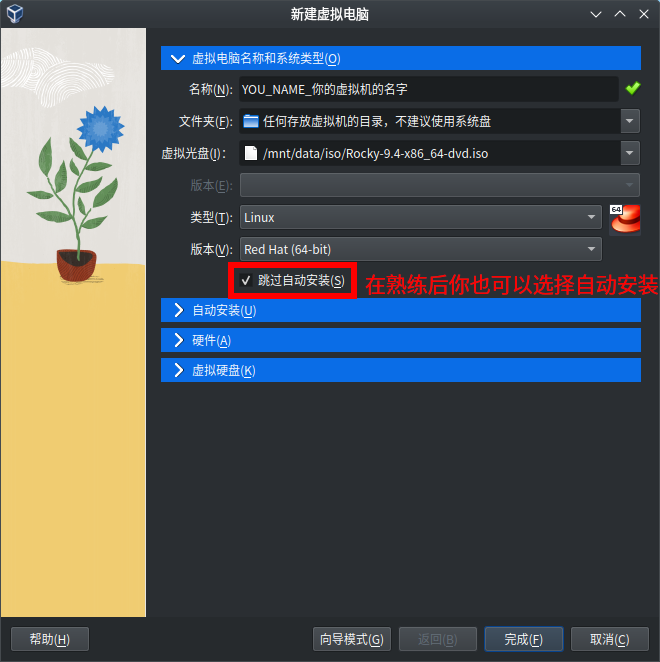 新建虚拟电脑
虚拟电脑名称和系统类型(O)
名称(N): YOU_NAME_你的虚拟机的名字
文件夹(F): 任何存放虚拟机的目录，不建议使用系统盘
虚拟光盘(I): /mnt/data/iso/Rocky-9.4-x86_64-dvd.iso
版本(E):
类型(T): Linux 64
版本(V): Red Hat (64-bit)
跳过自动安装(S) 在熟练后你也可以选择自动安装
自动安装(U)
硬件(A)
虚拟硬盘(K)
帮助(H) 向导模式(G) 返回(B) 完成(F) 取消(C)